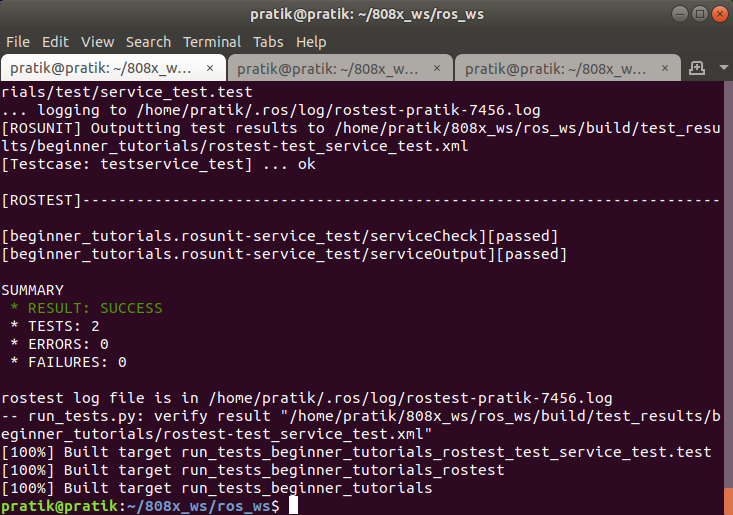 pratik@pratik: ~/808x_ws/ros_ws
File Edit View Search Terminal Tabs Help
pratik@pratik: ~/808x_w... × pratik@pratik: ~/808x_w... × pratik@pratik: ~/808x_w... ×
rials/test/service_test.test
... logging to /home/pratik/.ros/log/rostest-pratik-7456.log
[ROSUNIT] Outputting test results to /home/pratik/808x_ws/ros_ws/build/test_resu
lts/beginner_tutorials/rostest-test_service_test.xml
[Testcase: testservice_test] ... ok
[ROSTEST]-----------------------------------------------------------------------
[beginner_tutorials.rosunit-service_test/serviceCheck][passed]
[beginner_tutorials.rosunit-service_test/serviceOutput][passed]
SUMMARY
* RESULT: SUCCESS
* TESTS: 2
* ERRORS: 0
* FAILURES: 0
rostest log file is in /home/pratik/.ros/log/rostest-pratik-7456.log
-- run_tests.py: verify result "/home/pratik/808x_ws/ros_ws/build/test_results/b
eginner_tutorials/rostest-test_service_test.xml"
[100%] Built target run_tests_beginner_tutorials_rostest_test_service_test.test
[100%] Built target run_tests_beginner_tutorials_rostest
[100%] Built target run_tests_beginner_tutorials
pratik@pratik:~/808x_ws/ros_ws$